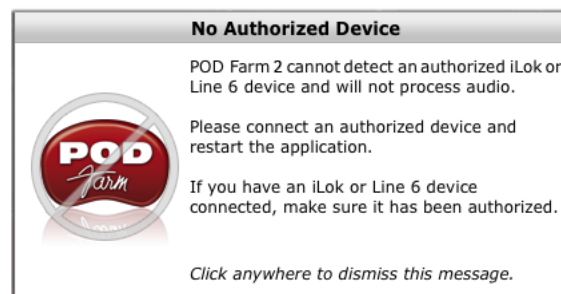 No Authorized Device
POD Farm 2 cannot detect an authorized iLok or
Line 6 device and will not process audio.
Please connect an authorized device and
restart the application.
POD
Farm
If you have an iLok or Line 6 device
connected, make sure it has been authorized.
Click anywhere to dismiss this message.